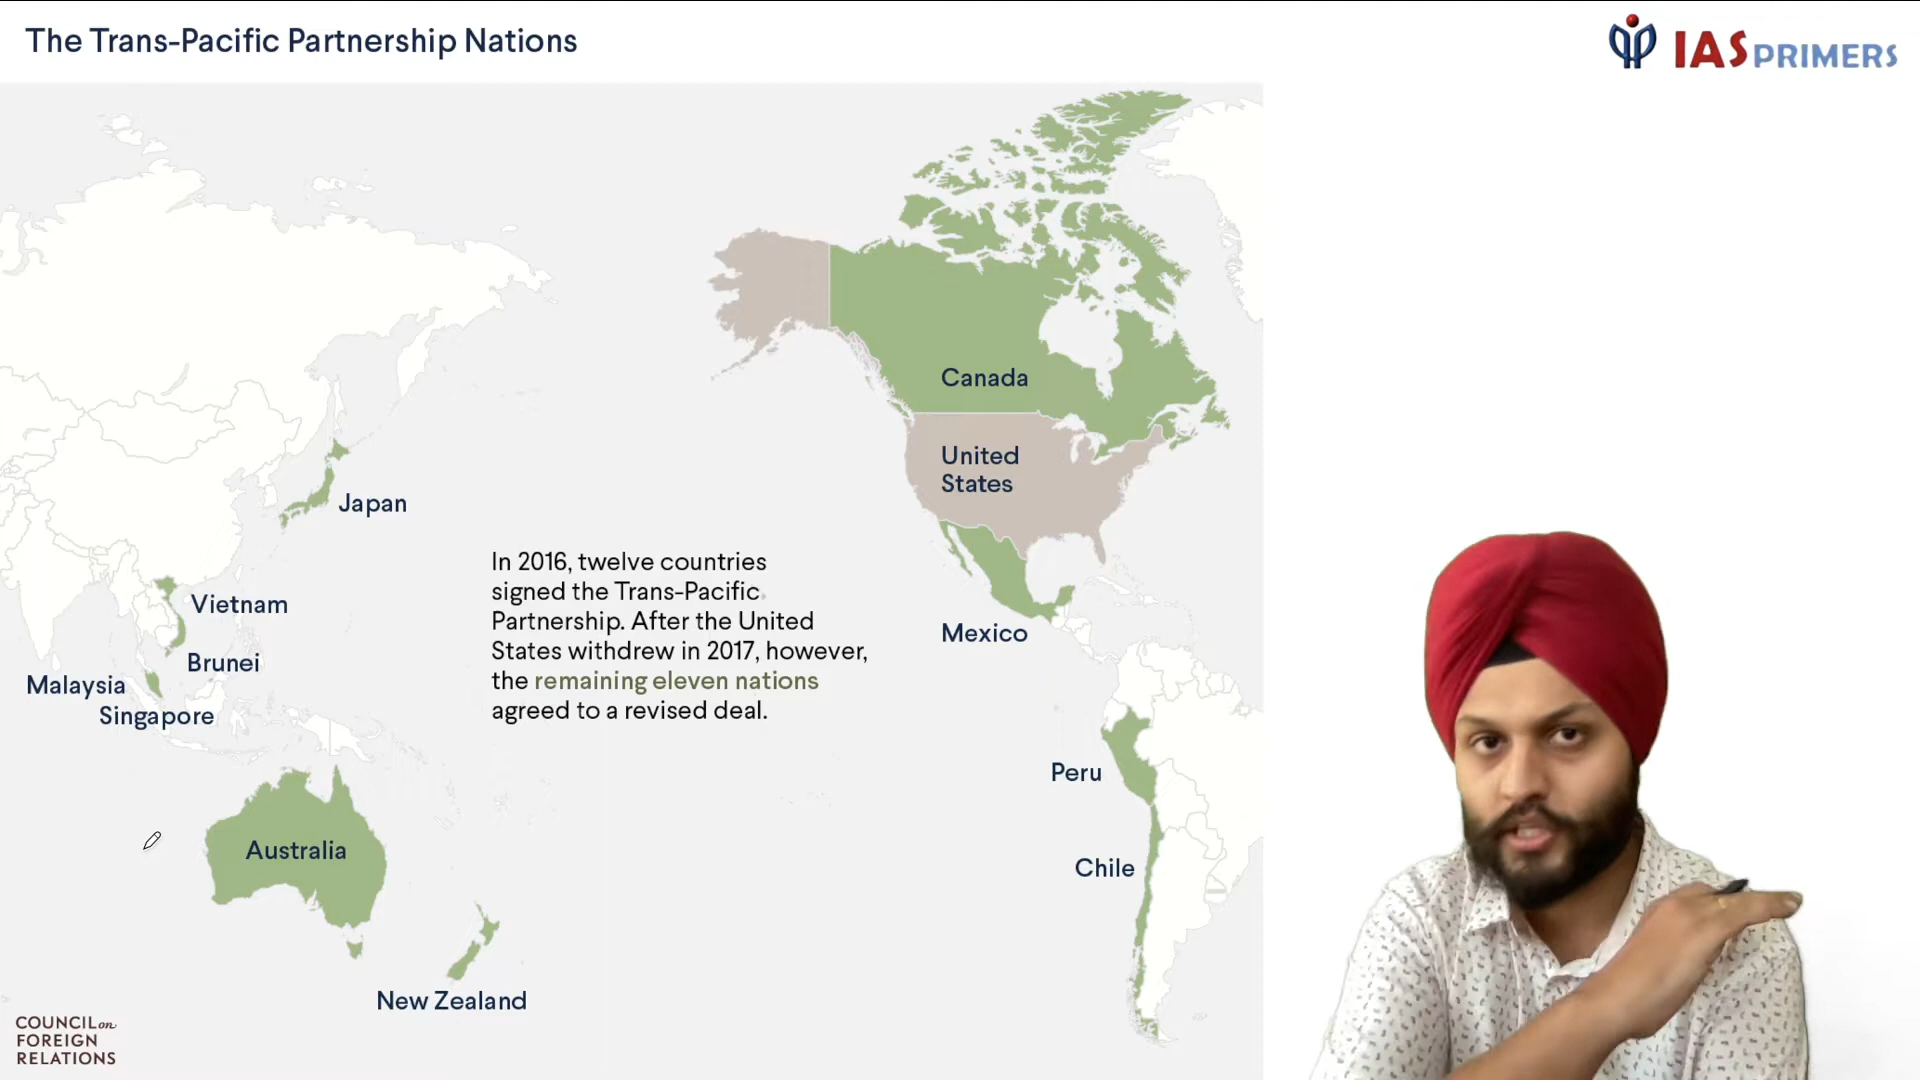 The Trans-Pacific Partnership Nations
IAS PRIMERS
Canada
United
States
Japan
In 2016, twelve countries
signed the Trans-Pacific
Partnership. After the United
States withdrew in 2017, however,
the remaining eleven nations
agreed to a revised deal.
Vietnam
Brunei
Malaysia
Singapore
Mexico
Peru
Australia
Chile
New Zealand
COUNCIL on
FOREIGN
RELATIONS